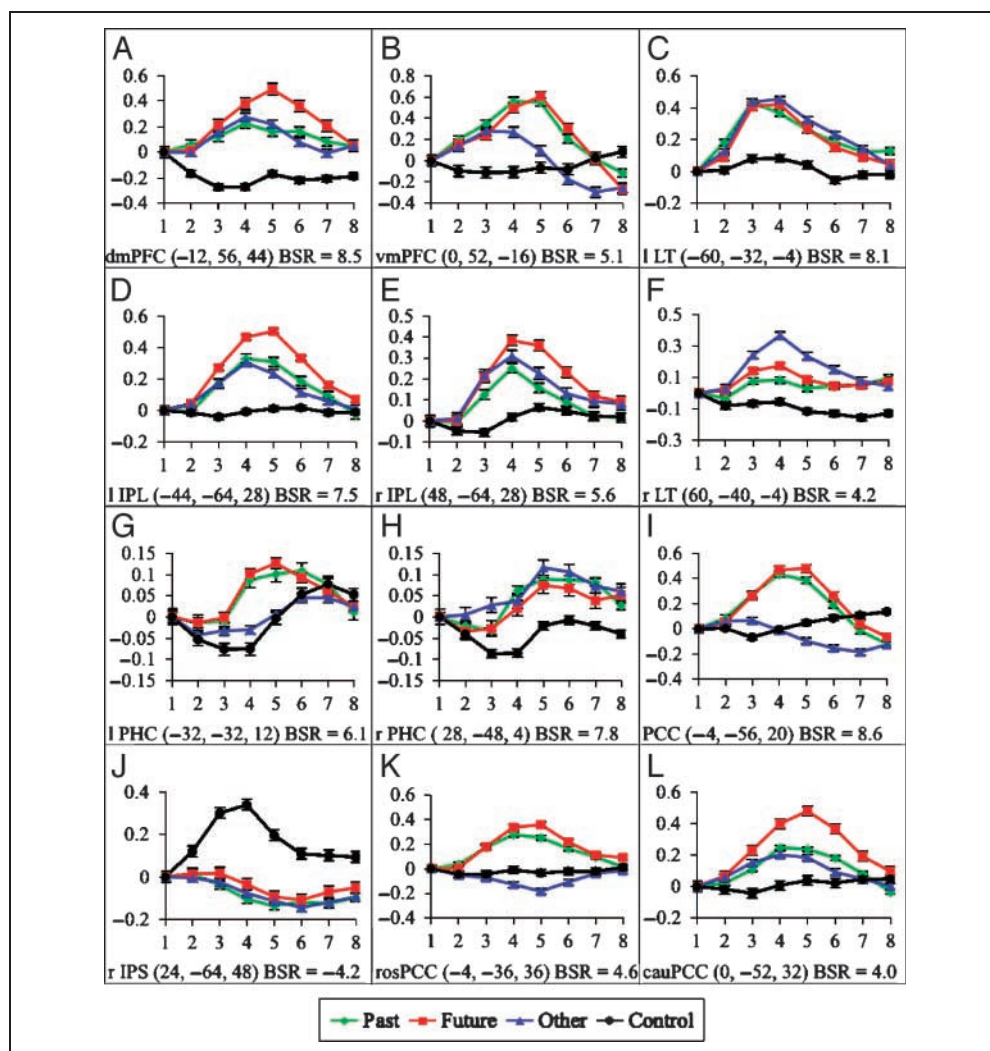 A
B
C
0.6
0.4
0.2
0
−0.2
−0.4
1 2 3 4 5 6 7 8
dmPFC (−12, 56, 44) BSR = 8.5
0.8
0.6
0.4
0.2
0
−0.2
−0.4
1 2 3 4 5 6 7 8
vmPFC (0, 52, −16) BSR = 5.1
0.6
0.4
0.2
0
−0.2
1 2 3 4 5 6 7 8
l LT (−60, −32, −4) BSR = 8.1
D
E
F
0.6
0.4
0.2
0
−0.2
1 2 3 4 5 6 7 8
l IPL (−44, −64, 28) BSR = 7.5
0.5
0.4
0.3
0.2
0.1
0
−0.1
1 2 3 4 5 6 7 8
r IPL (48, −64, 28) BSR = 5.6
0.5
0.3
0.1
−0.1
−0.3
1 2 3 4 5 6 7 8
r LT (60, −40, −4) BSR = 4.2
G
H
I
0.15
0.1
0.05
0
−0.05
−0.1
0.15
1 2 3 4 5 6 7 8
l PHC (−32, −32, 12) BSR = 6.1
0.15
0.1
0.05
0
−0.05
−0.1
0.15
1 2 3 4 5 6 7 8
r PHC (28, −48, 4) BSR = 7.8
0.6
0.4
0.2
0
−0.2
−0.4
1 2 3 4 5 6 7 8
PCC (−4, −56, 20) BSR = 8.6
J
K
L
0.4
0.2
0
−0.2
1 2 3 4 5 6 7 8
r IPS (24, −64, 48) BSR = −4.2
0.6
0.4
0.2
0
−0.2
−0.4
1 2 3 4 5 6 7 8
rosPCC (−4, −36, 36) BSR = 4.6
0.6
0.4
0.2
0
−0.2
1 2 3 4 5 6 7 8
cauPCC (0, −52, 32) BSR = 4.0
Past Future Other Control